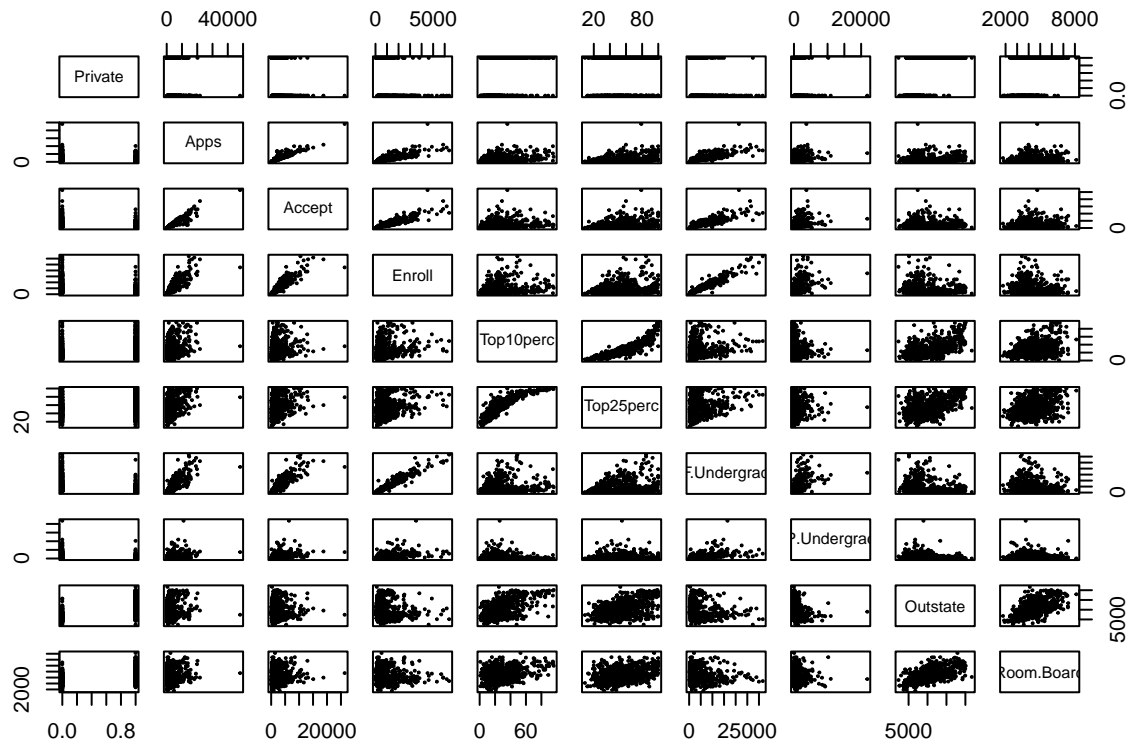 0 40000 0 5000 20 80 0 20000 2000 8000
Private 0.0
0 Apps
Accept 0
0 Enroll
Top10perc 0
20 Top25perc
F.Undergrad 0
0 P.Undergrad
Outstate 5000
2000 Room.Board
0.0 0.8 0 20000 0 60 0 25000 5000